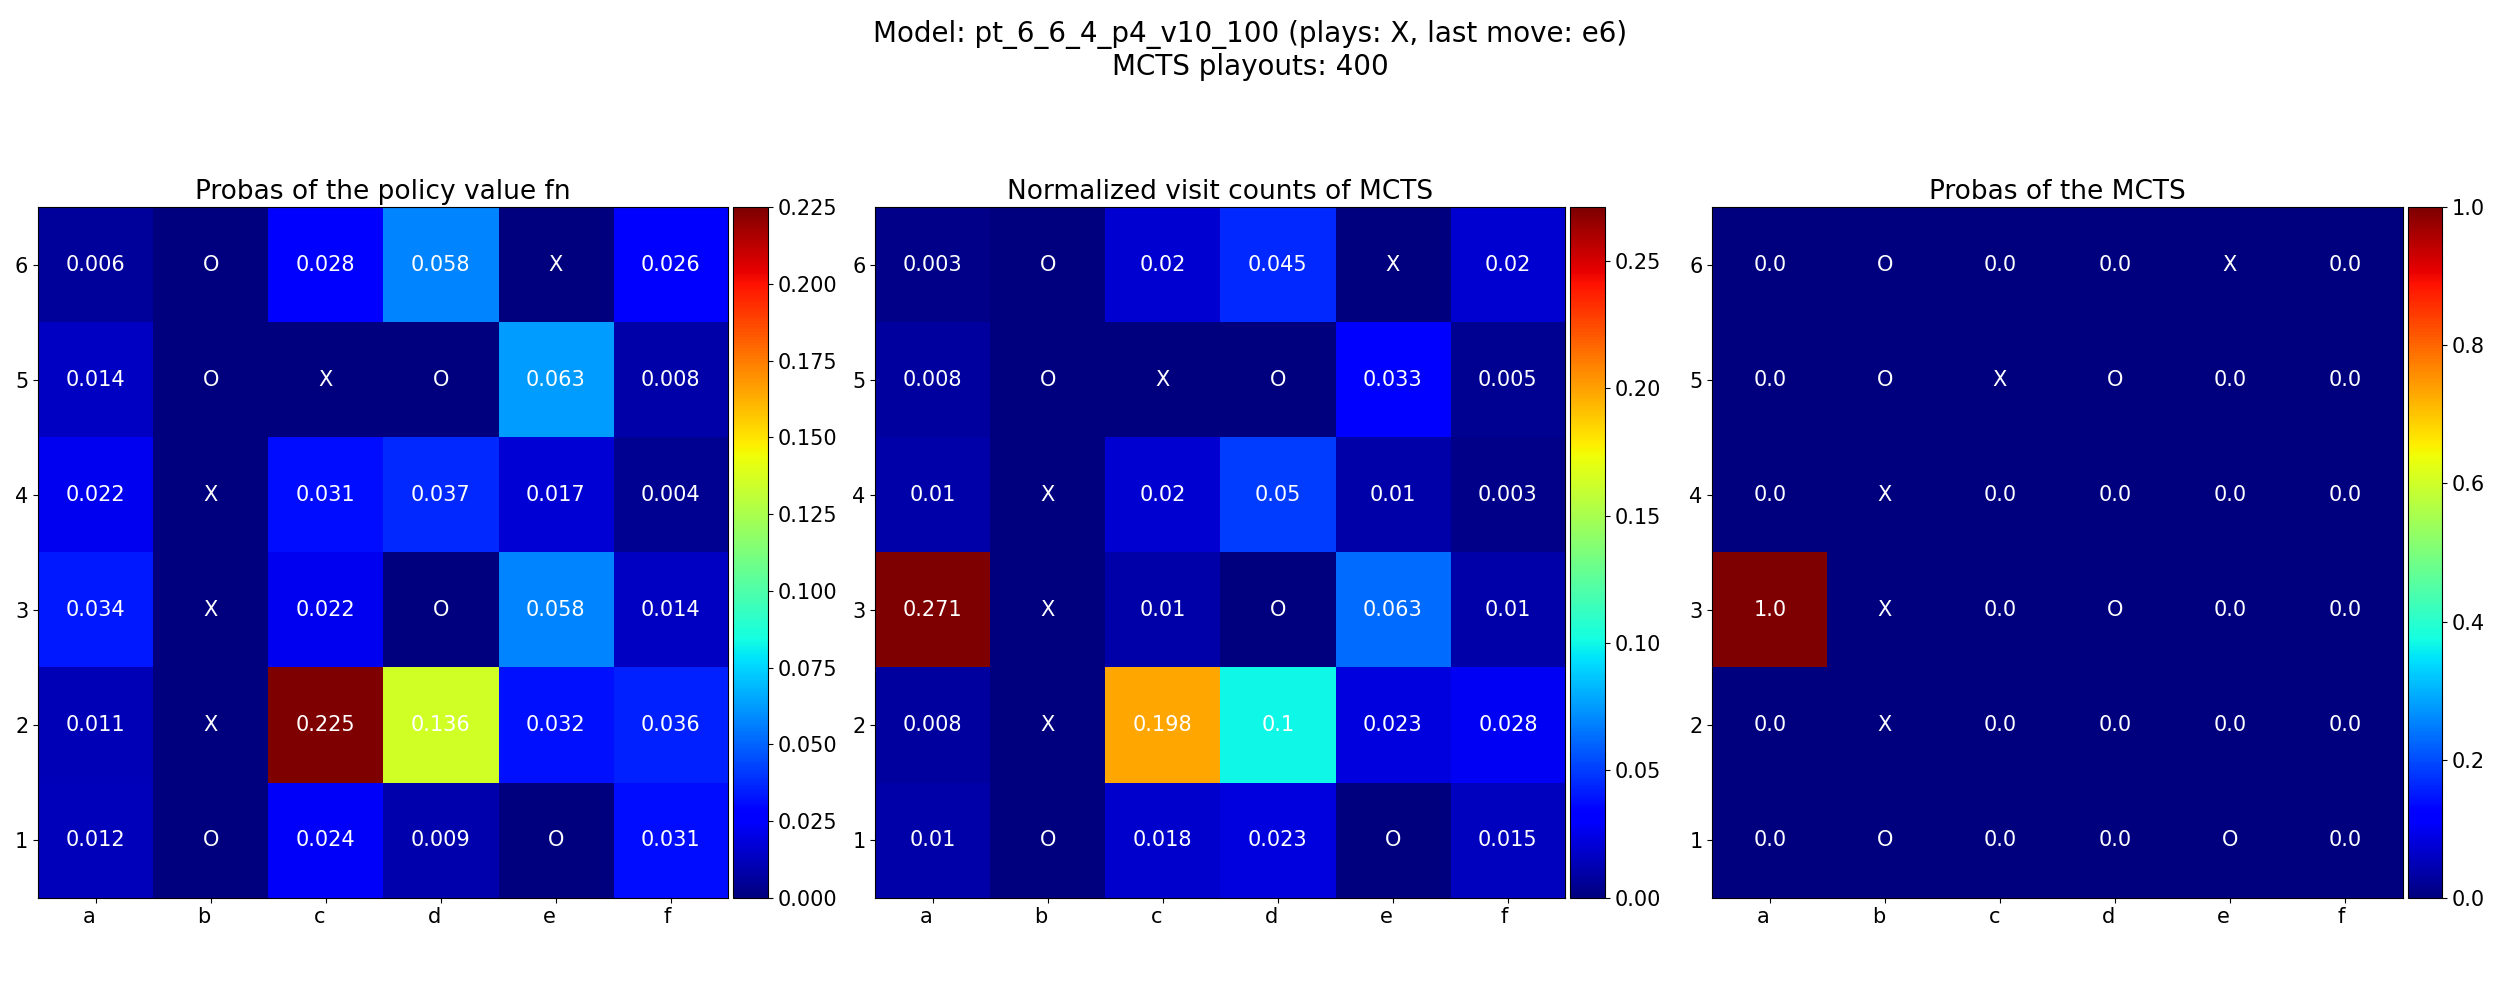 Model: pt_6_6_4_p4_v10_100 (plays: X, last move: e6)
MCTS playouts: 400
Probas of the policy value fn
6 0.006 O 0.028 0.058 X 0.026
5 0.014 O X O 0.063 0.008
4 0.022 X 0.031 0.037 0.017 0.004
3 0.034 X 0.022 O 0.058 0.014
2 0.011 X 0.225 0.136 0.032 0.036
1 0.012 O 0.024 0.009 O 0.031
a b c d e f
0.225
0.200
0.175
0.150
0.125
0.100
0.075
0.050
0.025
0.000
Normalized visit counts of MCTS
6 0.003 O 0.02 0.045 X 0.02
5 0.008 O X O 0.033 0.005
4 0.01 X 0.02 0.05 0.01 0.003
3 0.271 X 0.01 O 0.063 0.01
2 0.008 X 0.198 0.1 0.023 0.028
1 0.01 O 0.018 0.023 O 0.015
a b c d e f
0.25
0.20
0.15
0.10
0.05
0.00
Probas of the MCTS
6 0.0 O 0.0 0.0 X 0.0
5 0.0 O X O 0.0 0.0
4 0.0 X 0.0 0.0 0.0 0.0
3 1.0 X 0.0 O 0.0 0.0
2 0.0 X 0.0 0.0 0.0 0.0
1 0.0 O 0.0 0.0 O 0.0
a b c d e f
1.0
0.8
0.6
0.4
0.2
0.0